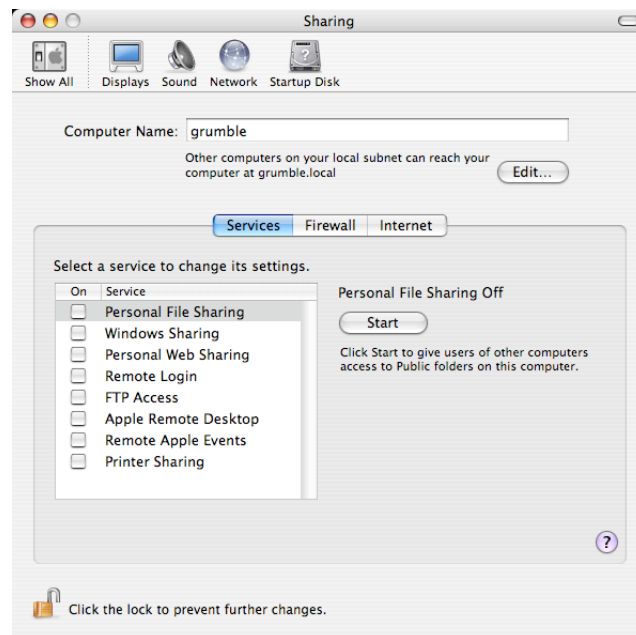 Sharing
Show All Displays Sound Network Startup Disk
Computer Name: grumble
Other computers on your local subnet can reach your
computer at grumble.local
Edit...
Services Firewall Internet
Select a service to change its settings.
On Service
Personal File Sharing
Windows Sharing
Personal Web Sharing
Remote Login
FTP Access
Apple Remote Desktop
Remote Apple Events
Printer Sharing
Personal File Sharing Off
Start
Click Start to give users of other computers
access to Public folders on this computer.
?
Click the lock to prevent further changes.